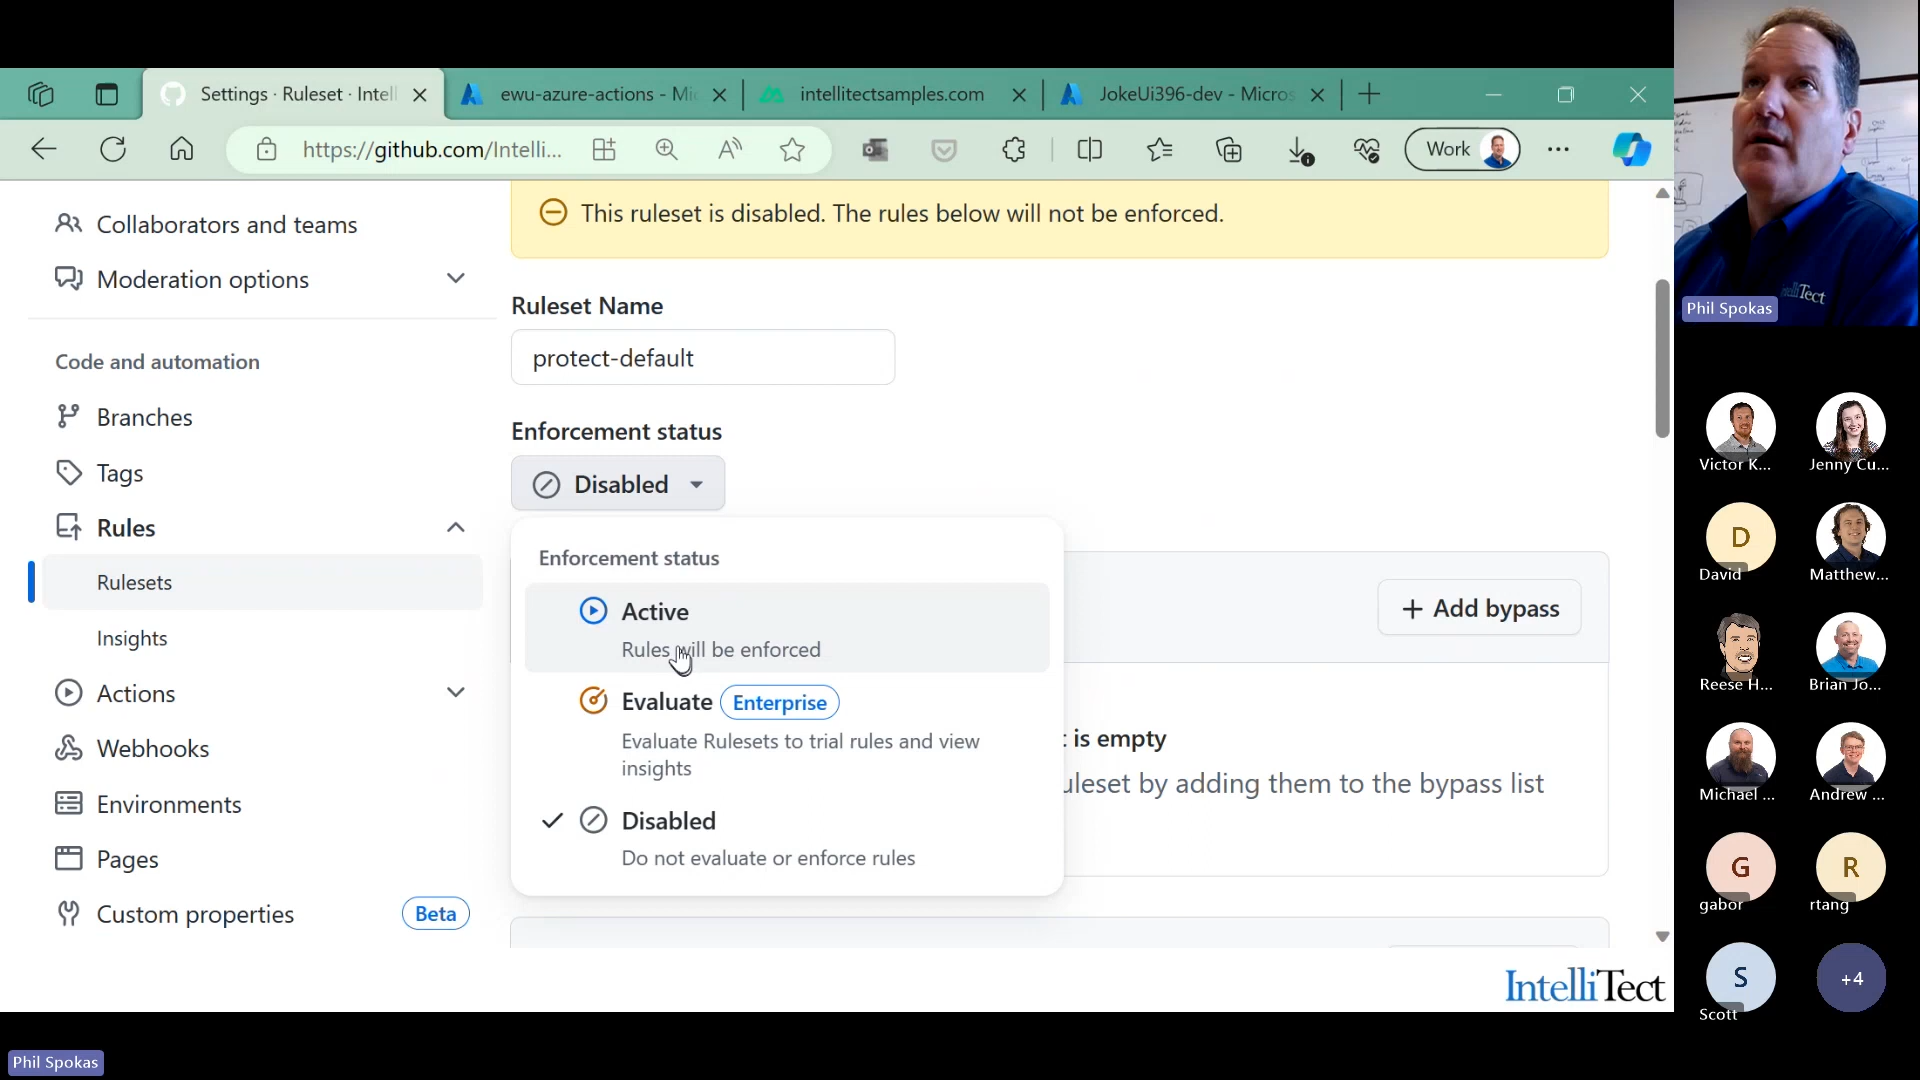 Settings · Ruleset · Intell
ewu-azure-actions - Mic
intellitectsamples.com
JokeUi396-dev - Micros
https://github.com/Intelli...
Work
Collaborators and teams
Moderation options
Code and automation
Branches
Tags
Rules
Rulesets
Insights
Actions
Webhooks
Environments
Pages
Custom properties
Beta
This ruleset is disabled. The rules below will not be enforced.
Ruleset Name
protect-default
Enforcement status
Disabled
Enforcement status
Active
Rules will be enforced
Evaluate Enterprise
Evaluate Rulesets to trial rules and view
insights
Disabled
Do not evaluate or enforce rules
+ Add bypass
is empty
uleset by adding them to the bypass list
IntelliTect
Phil Spokas
Phil Spokas
Victor K...
Jenny Cu...
D
David
Matthew...
Reese H...
Brian Jo...
Michael ...
Andrew ...
G
gabor
R
rtang
S
Scott
+4